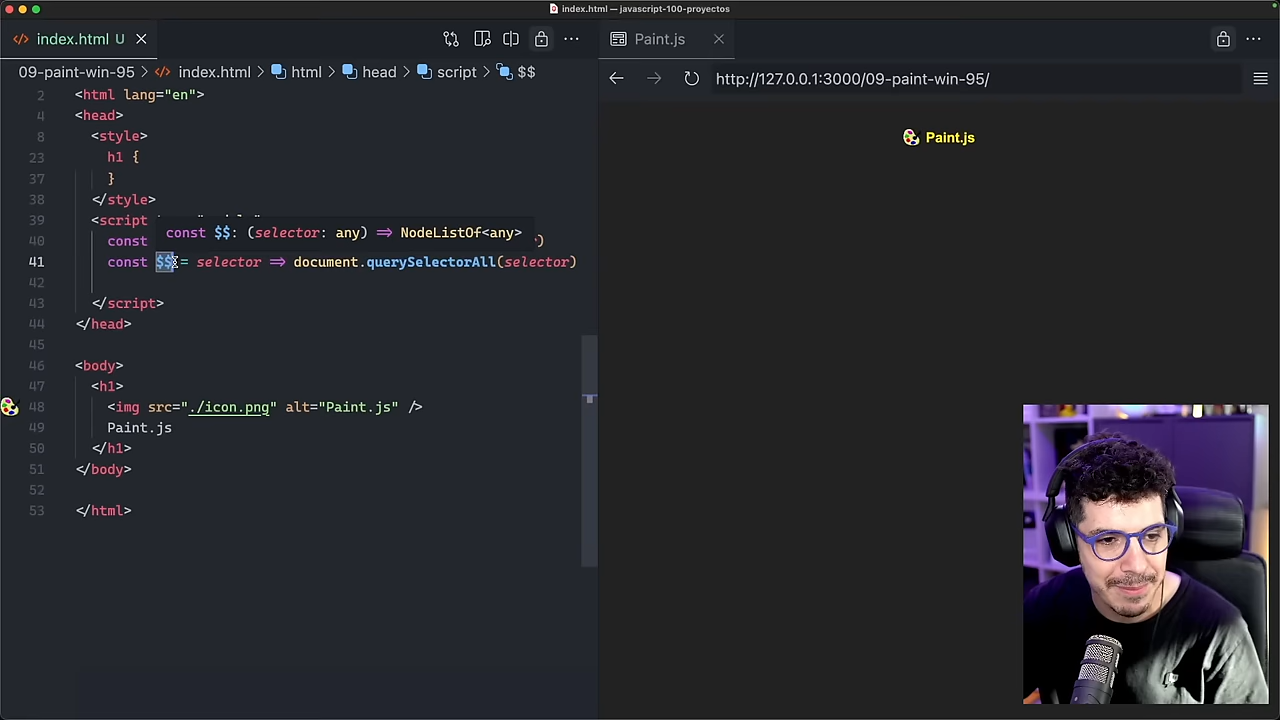 index.html — javascript-100-proyectos
index.html U
Paint.js
09-paint-win-95 > index.html > html > head > script > $$
http://127.0.0.1:3000/09-paint-win-95/
2 <html lang="en">
4 <head>
8 <style>
23 h1 {
37 }
38 </style>
39 <script
const $$: (selector: any) => NodeListOf<any>
40 const )
41 const $$ = selector => document.querySelectorAll(selector)
42
43 </script>
44 </head>
45
46 <body>
47 <h1>
48 <img src="./icon.png" alt="Paint.js" />
49 Paint.js
50 </h1>
51 </body>
52
53 </html>
Paint.js